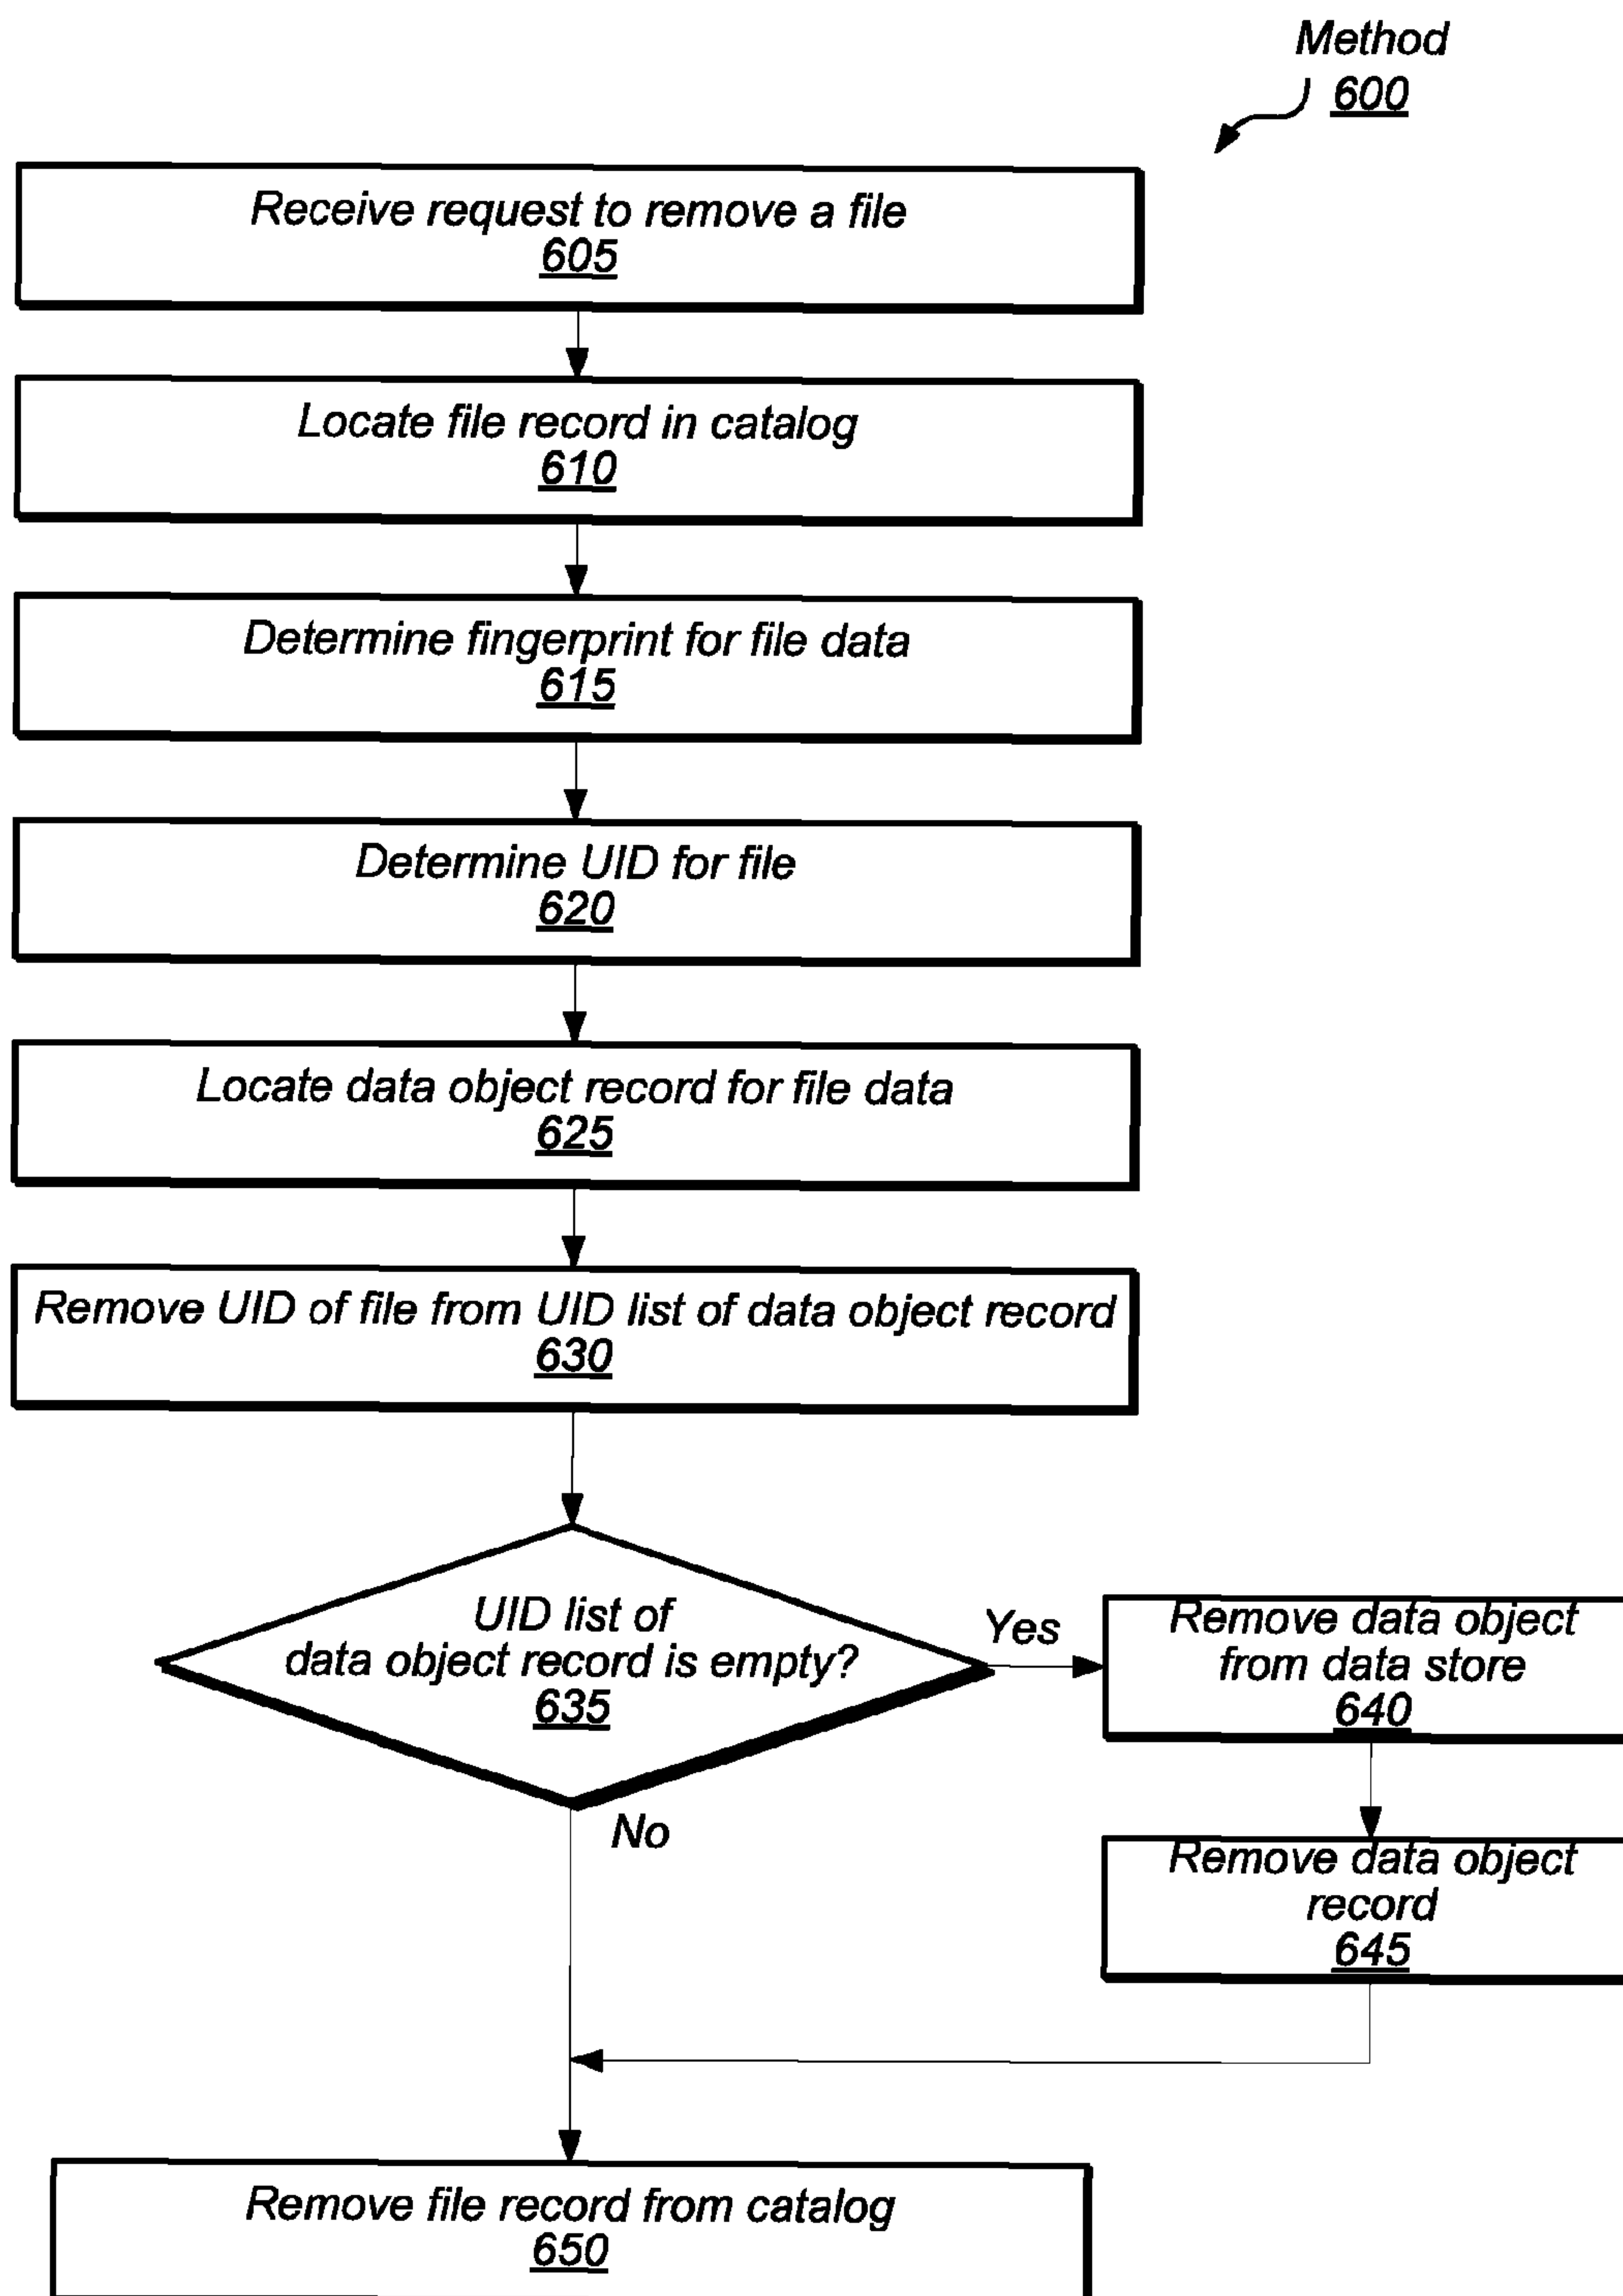 Method
600
Receive request to remove a file
605
Locate file record in catalog
610
Determine fingerprint for file data
615
Determine UID for file
620
Locate data object record for file data
625
Remove UID of file from UID list of data object record
630
UID list of
data object record is empty?
635
Yes
Remove data object
from data store
640
No
Remove data object
record
645
Remove file record from catalog
650